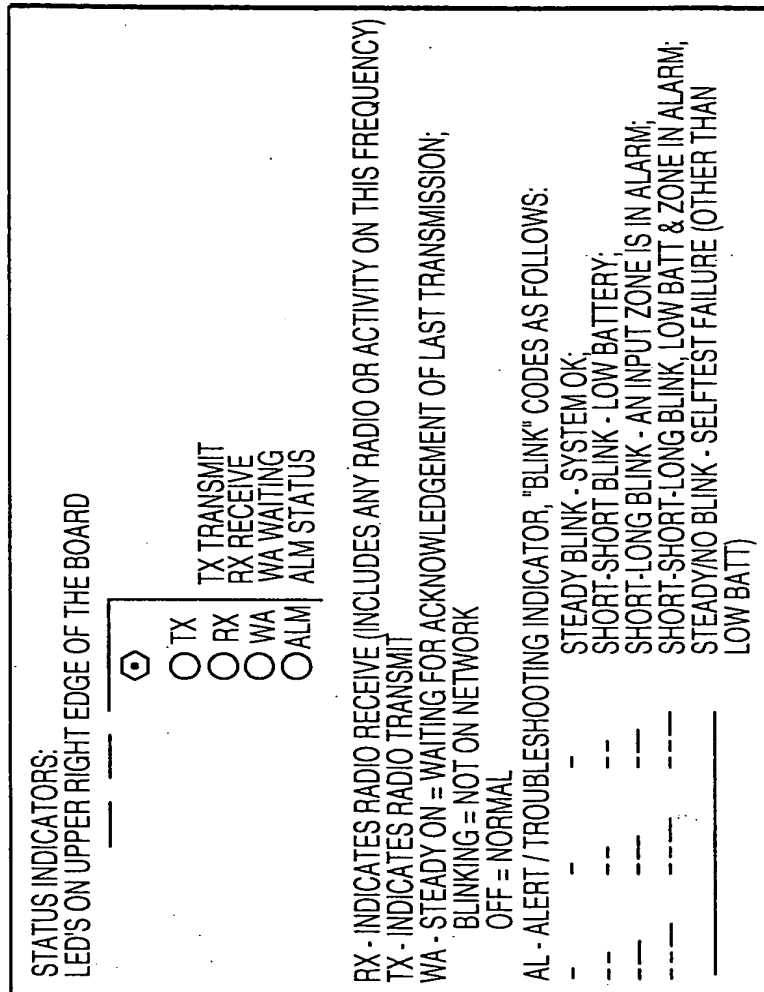 STATUS INDICATORS:
LED'S ON UPPER RIGHT EDGE OF THE BOARD
TX TX TRANSMIT
RX RX RECEIVE
WA WA WAITING
ALM ALM STATUS
RX - INDICATES RADIO RECEIVE (INCLUDES ANY RADIO OR ACTIVITY ON THIS FREQUENCY)
TX - INDICATES RADIO TRANSMIT
WA - STEADY ON = WAITING FOR ACKNOWLEDGEMENT OF LAST TRANSMISSION;
BLINKING = NOT ON NETWORK
OFF = NORMAL
AL - ALERT / TROUBLESHOOTING INDICATOR, "BLINK" CODES AS FOLLOWS:
STEADY BLINK - SYSTEM OK;
SHORT-SHORT BLINK - LOW BATTERY;
SHORT-LONG BLINK - AN INPUT ZONE IS IN ALARM;
SHORT-SHORT-LONG BLINK, LOW BATT & ZONE IN ALARM;
STEADY/NO BLINK - SELFTEST FAILURE (OTHER THAN
LOW BATT)